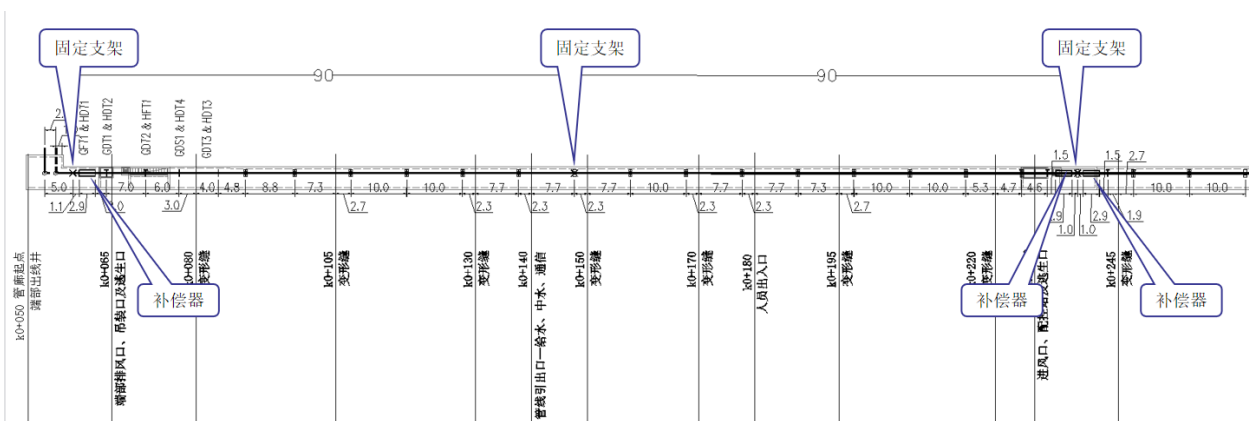 固定支架
固定支架
固定支架
90
90
GFT1 & HDT1
GDT1 & HDT2
GDT2 & HFT1
GDS1 & HDT4
GDT3 & HDT3
1.5
1.5
2.7
5.0
7.0
6.0
4.0
4.8
8.8
7.3
10.0
10.0
7.7
7.7
7.7
10.0
7.7
7.7
7.3
10.0
10.0
5.3
4.7
4.6
10.0
10.0
1.1
2.9
3.0
2.7
2.3
2.3
2.3
2.3
2.7
1.0
1.0
2.9
1.9
k0+050 管廊起点
端部出线井
k0+065
端部排风口、吊装口及逃生口
k0+080
变形缝
k0+105
变形缝
k0+130
变形缝
k0+140
管线引出口一给水、中水、通信
k0+150
变形缝
k0+170
变形缝
k0+180
人员出入口
k0+195
变形缝
k0+220
变形缝
k0+245
变形缝
补偿器
补偿器
补偿器